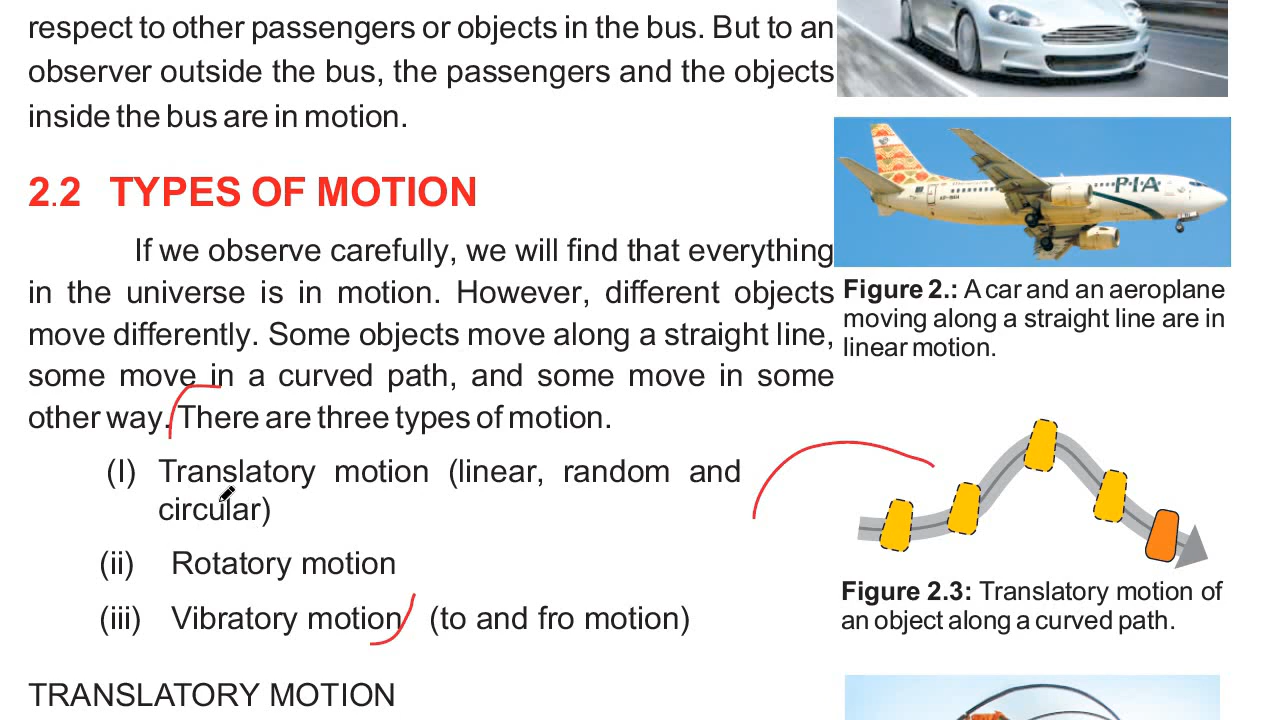 respect to other passengers or objects in the bus. But to an
observer outside the bus, the passengers and the objects
inside the bus are in motion.
2.2 TYPES OF MOTION
If we observe carefully, we will find that everything
in the universe is in motion. However, different objects
move differently. Some objects move along a straight line,
some move in a curved path, and some move in some
other way. There are three types of motion.
(I) Translatory motion (linear, random and
circular)
(ii) Rotatory motion
(iii) Vibratory motion (to and fro motion)
TRANSLATORY MOTION
PIA
Figure 2.: A car and an aeroplane
moving along a straight line are in
linear motion.
Figure 2.3: Translatory motion of
an object along a curved path.